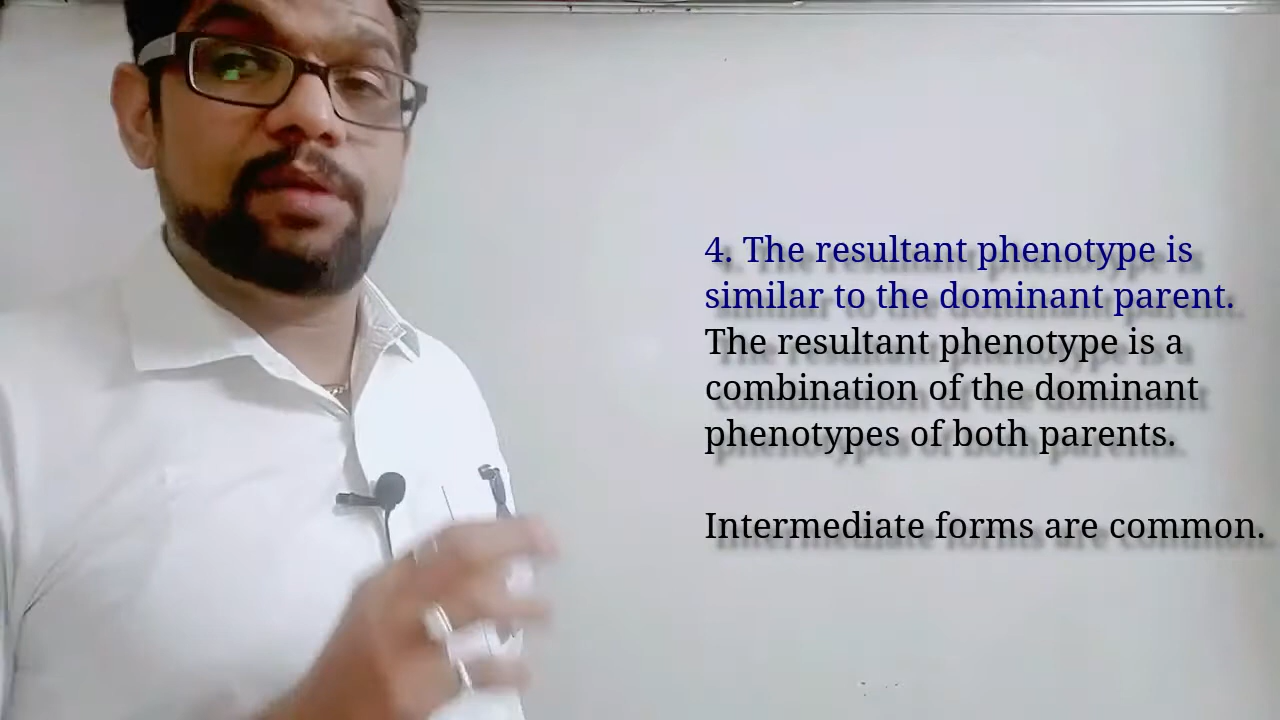 4. The resultant phenotype is
similar to the dominant parent.
The resultant phenotype is a
combination of the dominant
phenotypes of both parents.
Intermediate forms are common.